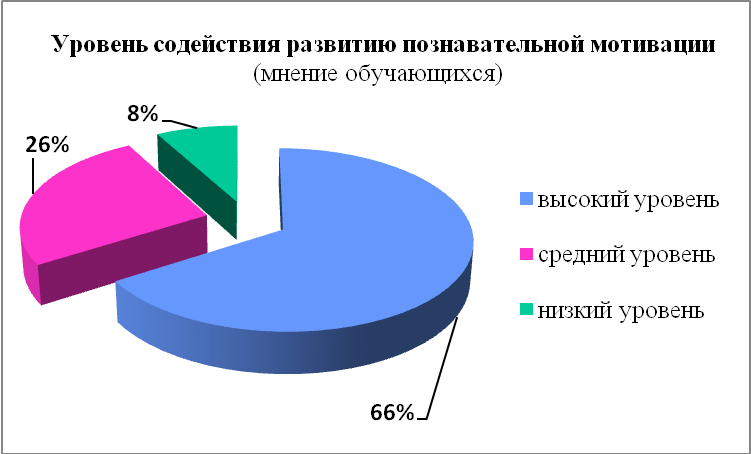 Уровень содействия развитию познавательной мотивации
(мнение обучающихся)
8%
26%
66%
высокий уровень
средний уровень
низкий уровень